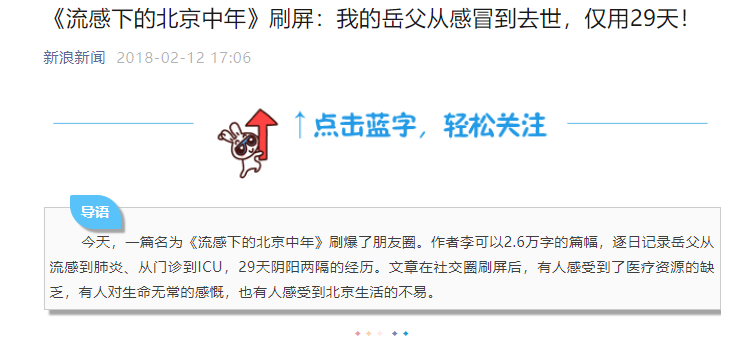 《流感下的北京中年》刷屏：我的岳父从感冒到去世，仅用29天！
新浪新闻 2018-02-12 17:06
点击蓝字，轻松关注
导语
今天，一篇名为《流感下的北京中年》刷爆了朋友圈。作者李可以2.6万字的篇幅，逐日记录岳父从
流感到肺炎、从门诊到ICU，29天阴阳两隔的经历。文章在社交圈刷屏后，有人感受到了医疗资源的缺
乏，有人对生命无常的感慨，也有人感受到北京生活的不易。